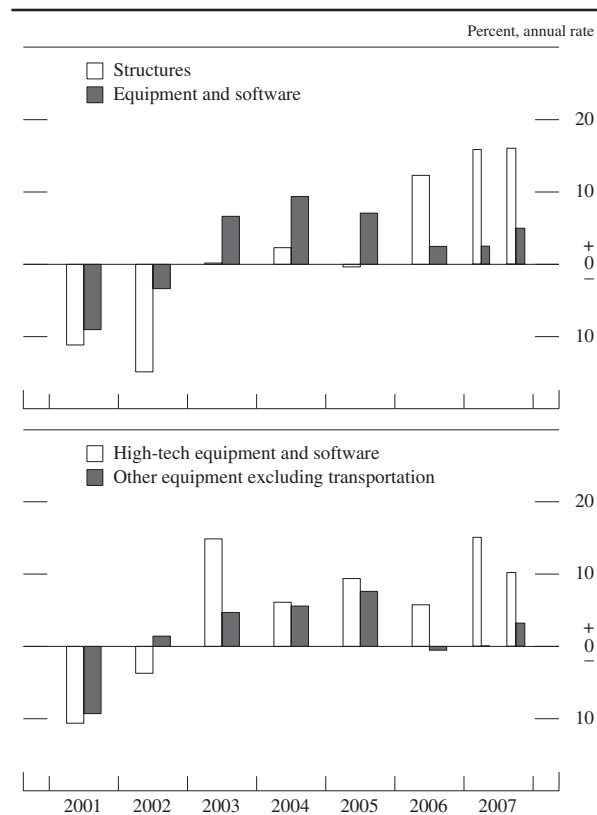 Percent, annual rate
Structures
Equipment and software
20
10
+
0
–
10
High-tech equipment and software
Other equipment excluding transportation
20
10
+
0
–
10
2001 2002 2003 2004 2005 2006 2007